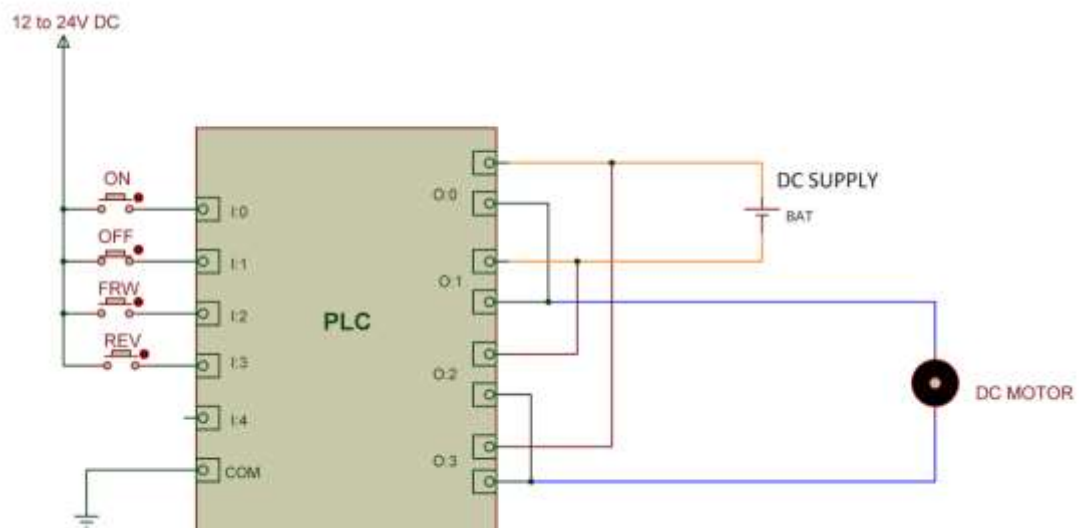 12 to 24V DC
ON
I:0
OFF
I:1
FRW
I:2
REV
I:3
I:4
COM
PLC
O:0
O:1
O:2
O:3
DC SUPPLY
BAT
DC MOTOR